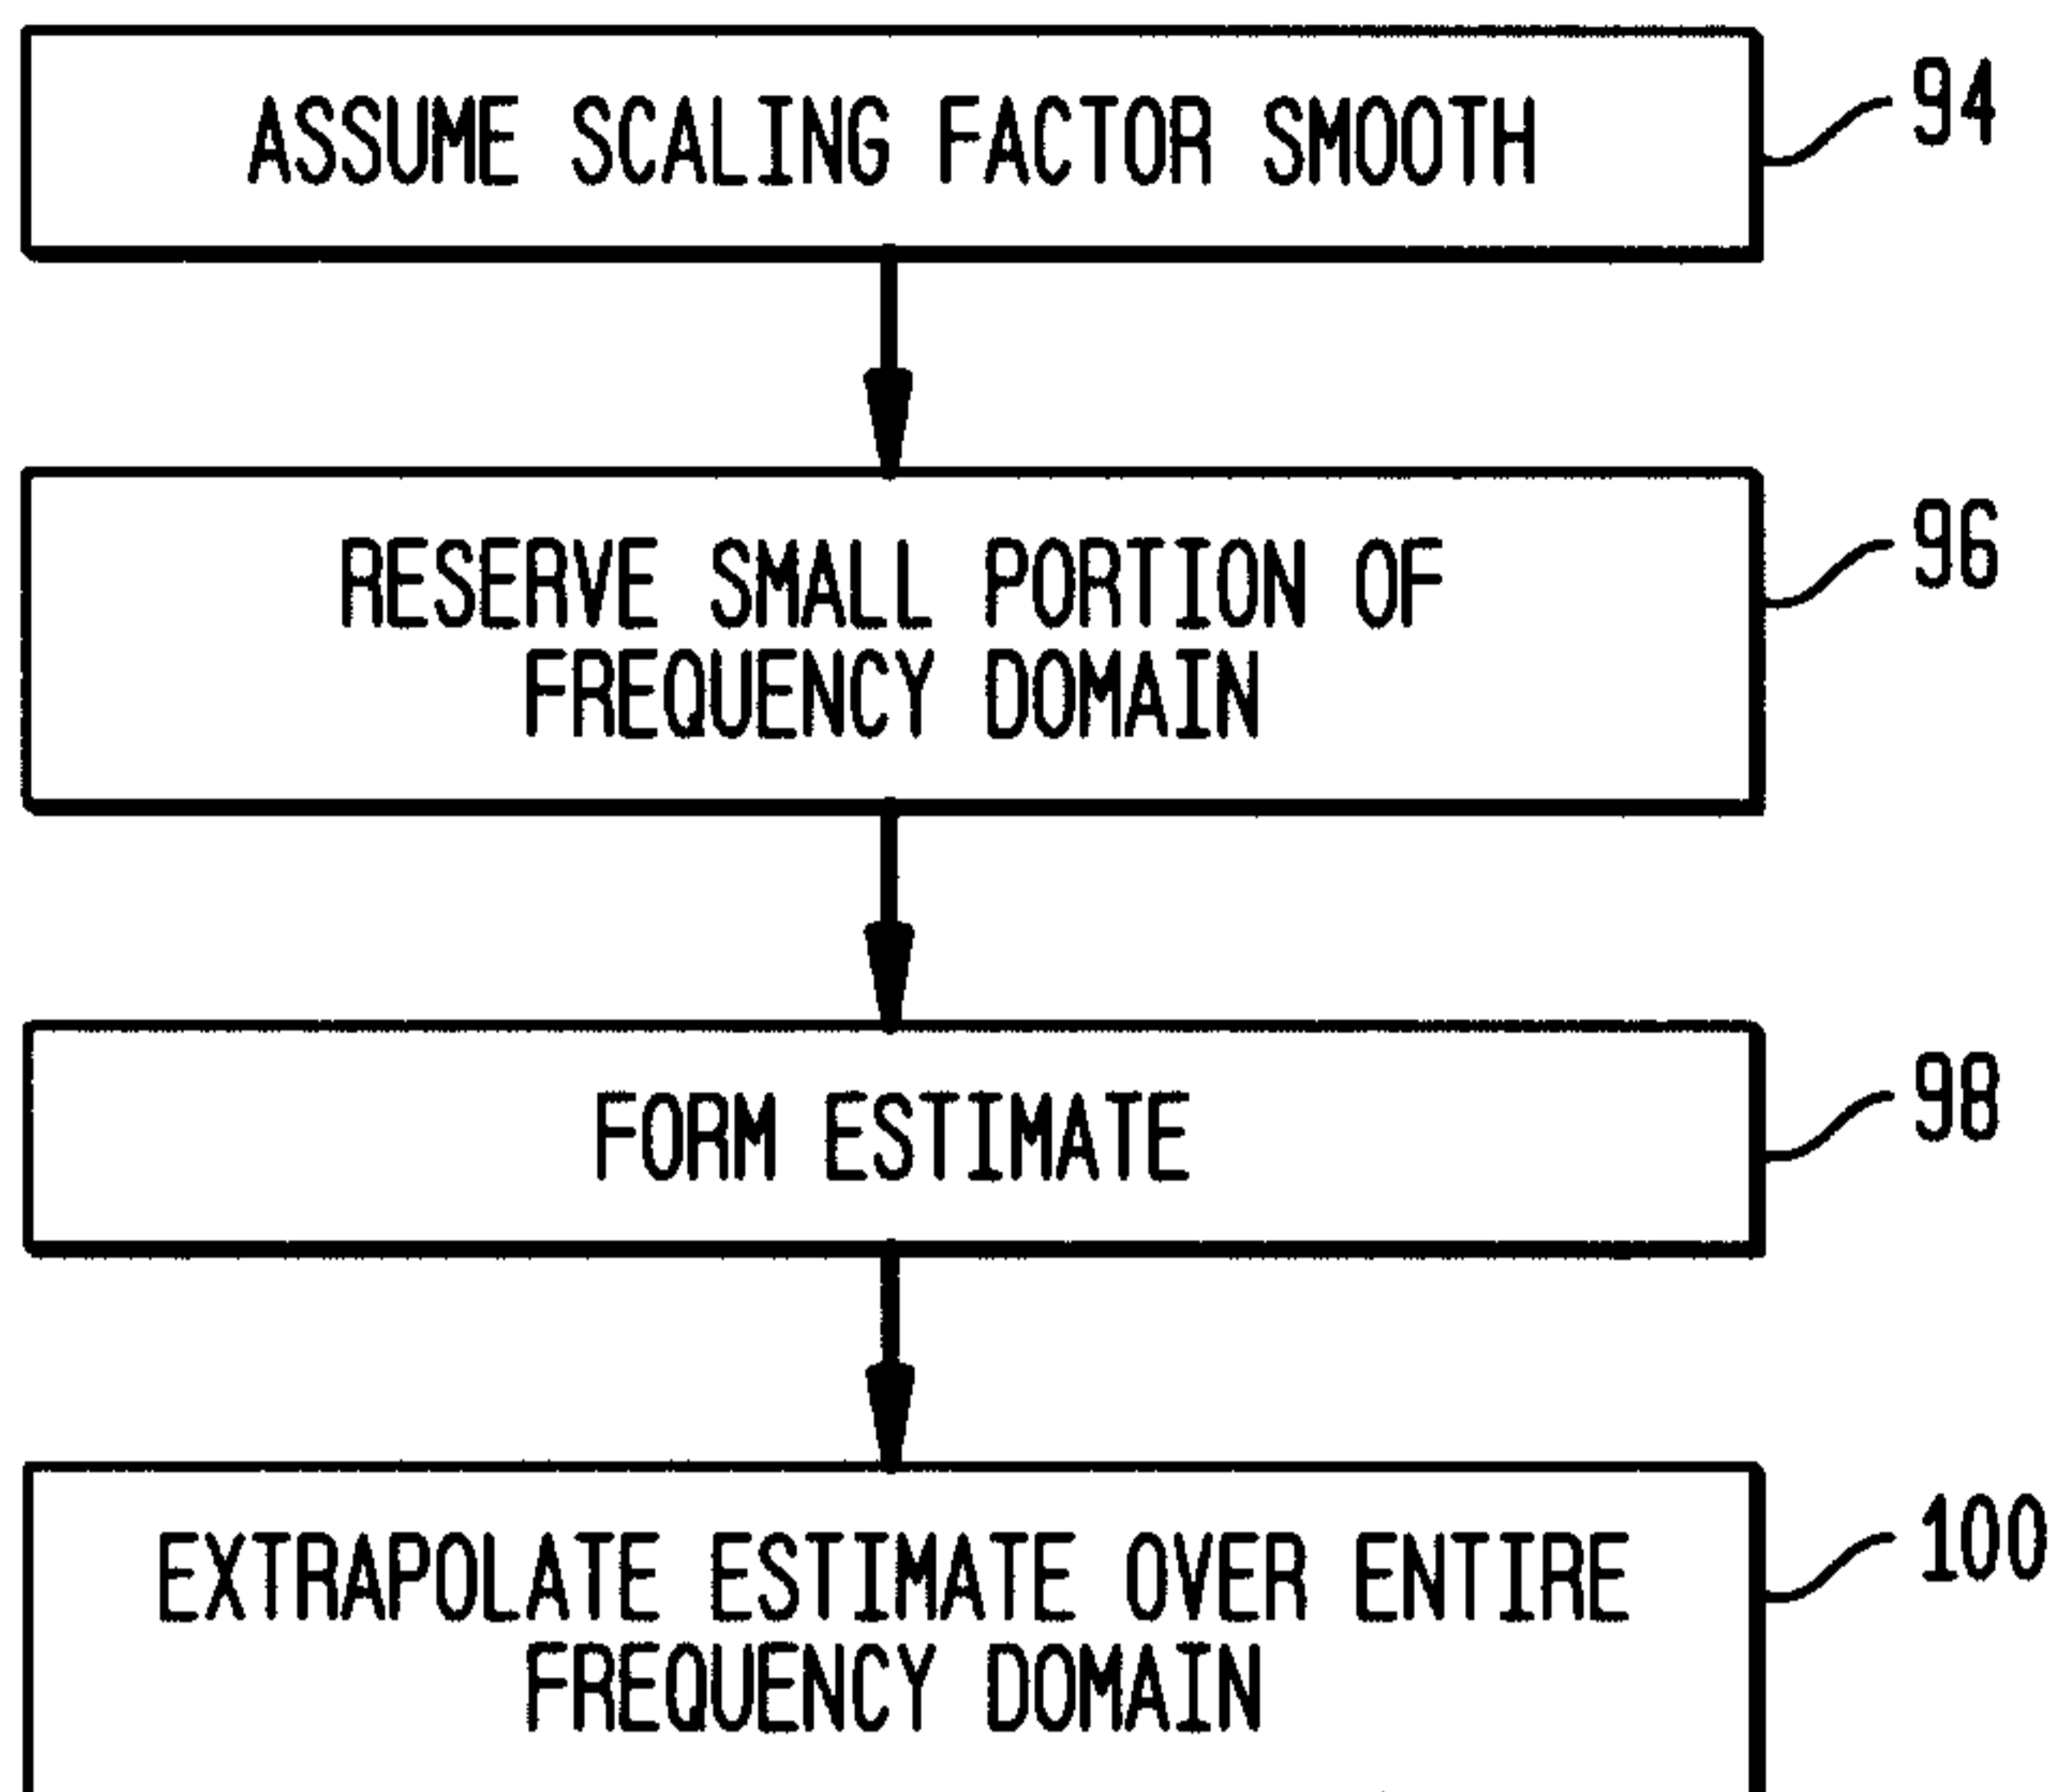 ASSUME SCALING FACTOR SMOOTH
94
RESERVE SMALL PORTION OF
FREQUENCY DOMAIN
96
FORM ESTIMATE
98
EXTRAPOLATE ESTIMATE OVER ENTIRE
FREQUENCY DOMAIN
100